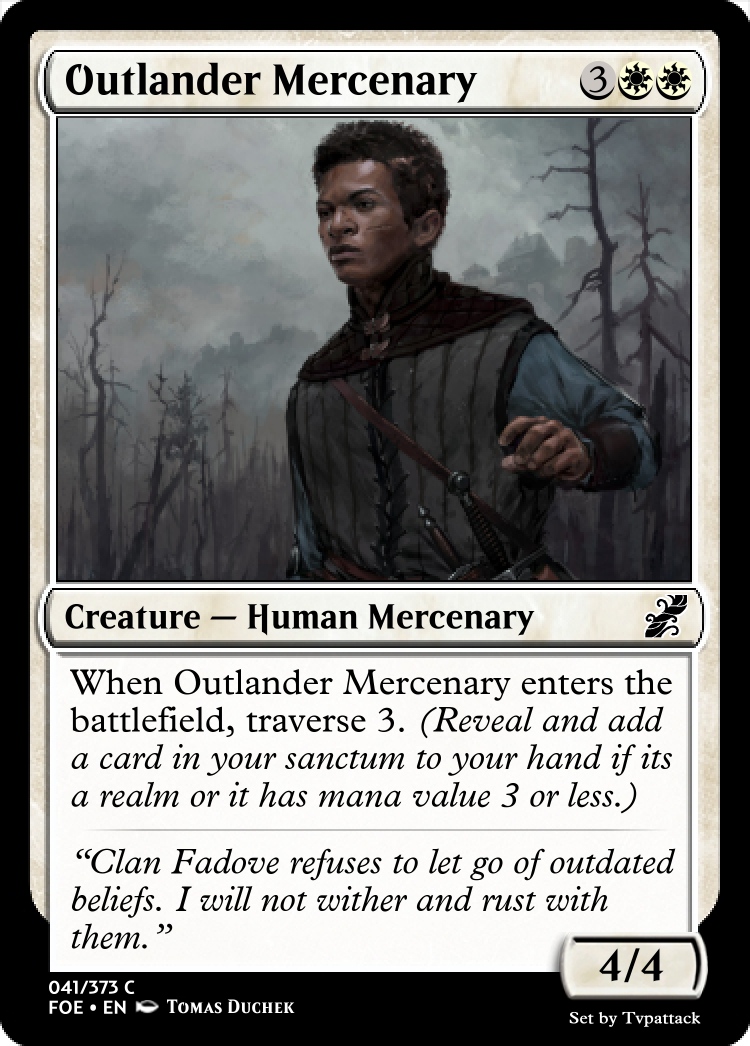 Outlander Mercenary 3
Creature — Human Mercenary
When Outlander Mercenary enters the
battlefield, traverse 3. (Reveal and add
a card in your sanctum to your hand if its
a realm or it has mana value 3 or less.)
“Clan Fadove refuses to let go of outdated
beliefs. I will not wither and rust with
them.”
4/4
041/373 C
FOE • EN Tomas Duchek
Set by Tvpattack